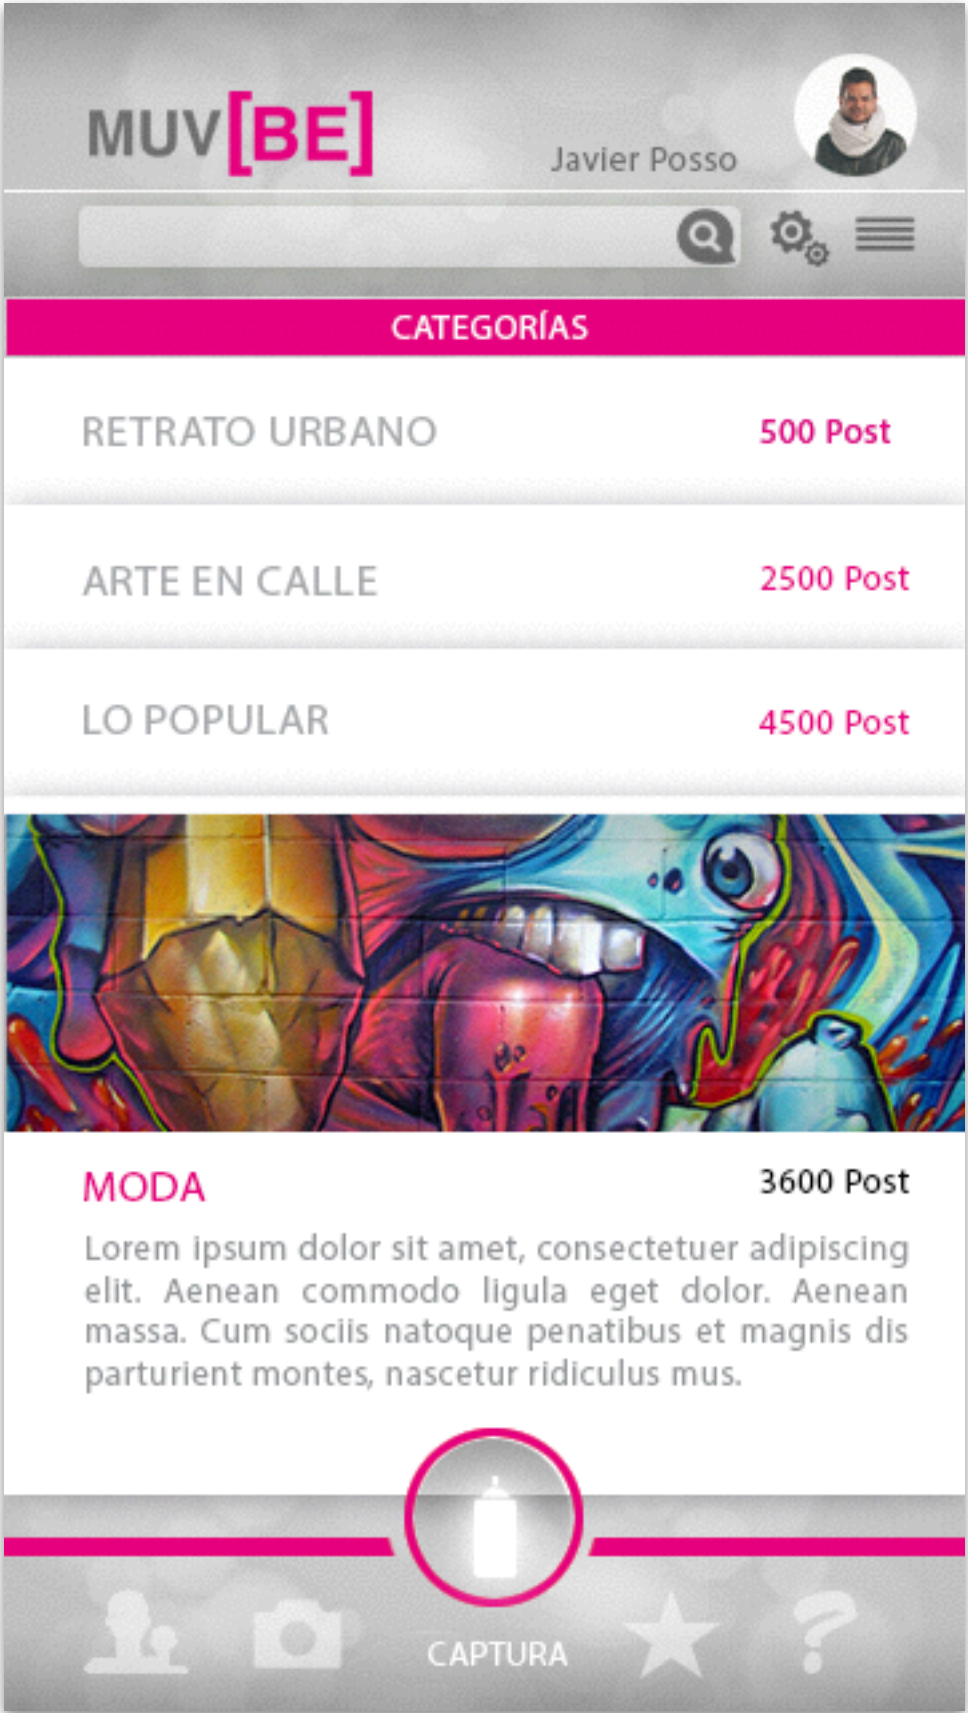 MUV[BE]
Javier Posso
CATEGORÍAS
RETRATO URBANO 500 Post
ARTE EN CALLE 2500 Post
LO POPULAR 4500 Post
MODA 3600 Post
Lorem ipsum dolor sit amet, consectetuer adipiscing
elit. Aenean commodo ligula eget dolor. Aenean
massa. Cum sociis natoque penatibus et magnis dis
parturient montes, nascetur ridiculus mus.
CAPTURA